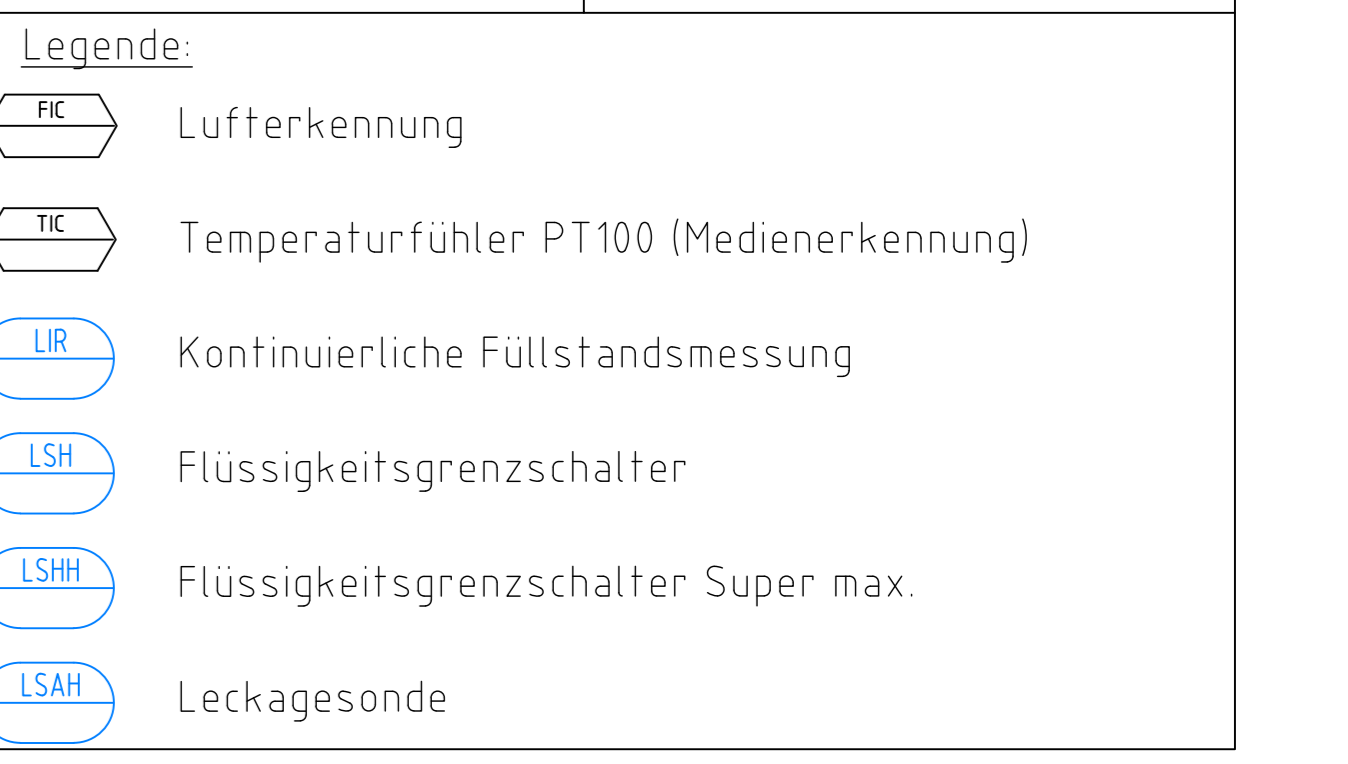 Legende:
FIC Lufterkennung
TIC Temperaturfühler PT100 (Medienerkennung)
LIR Kontinuierliche Füllstandsmessung
LSH Flüssigkeitsgrenzschalter
LSHH Flüssigkeitsgrenzschalter Super max.
LSAH Leckagesonde